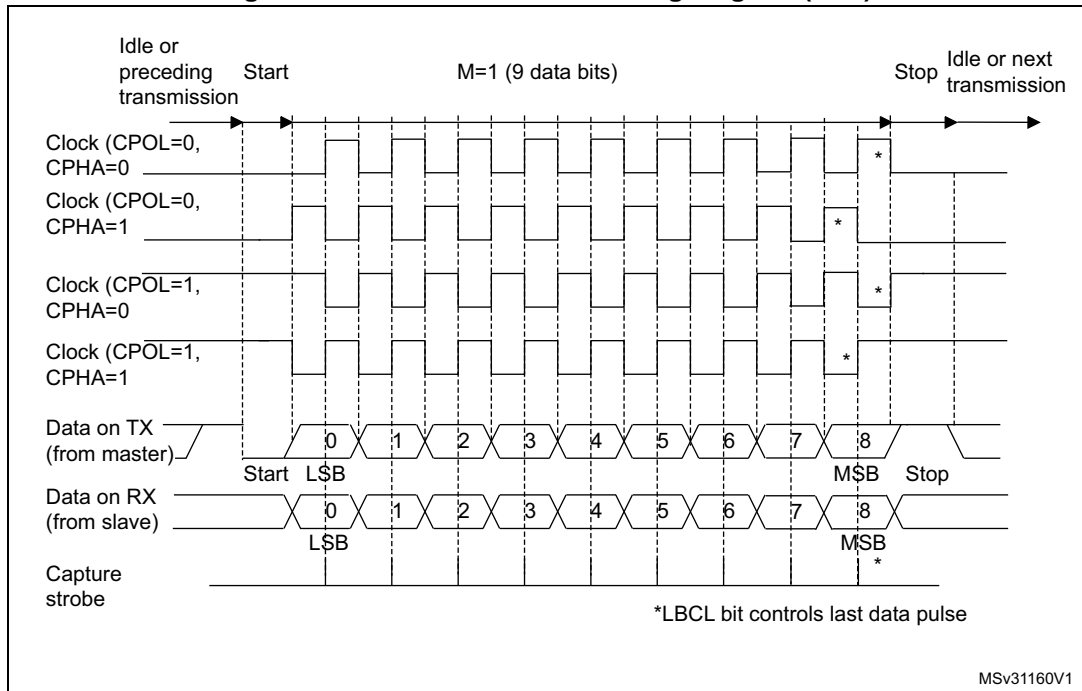 Idle or
preceding
transmission
Start
M=1 (9 data bits)
Stop
Idle or next
transmission
Clock (CPOL=0,
CPHA=0
*
Clock (CPOL=0,
CPHA=1
*
Clock (CPOL=1,
CPHA=0
*
Clock (CPOL=1,
CPHA=1
*
Data on TX
(from master)
0 1 2 3 4 5 6 7 8
Start LSB MSB Stop
Data on RX
(from slave)
0 1 2 3 4 5 6 7 8
LSB MSB
Capture
strobe
*
*LBCL bit controls last data pulse
MSv31160V1